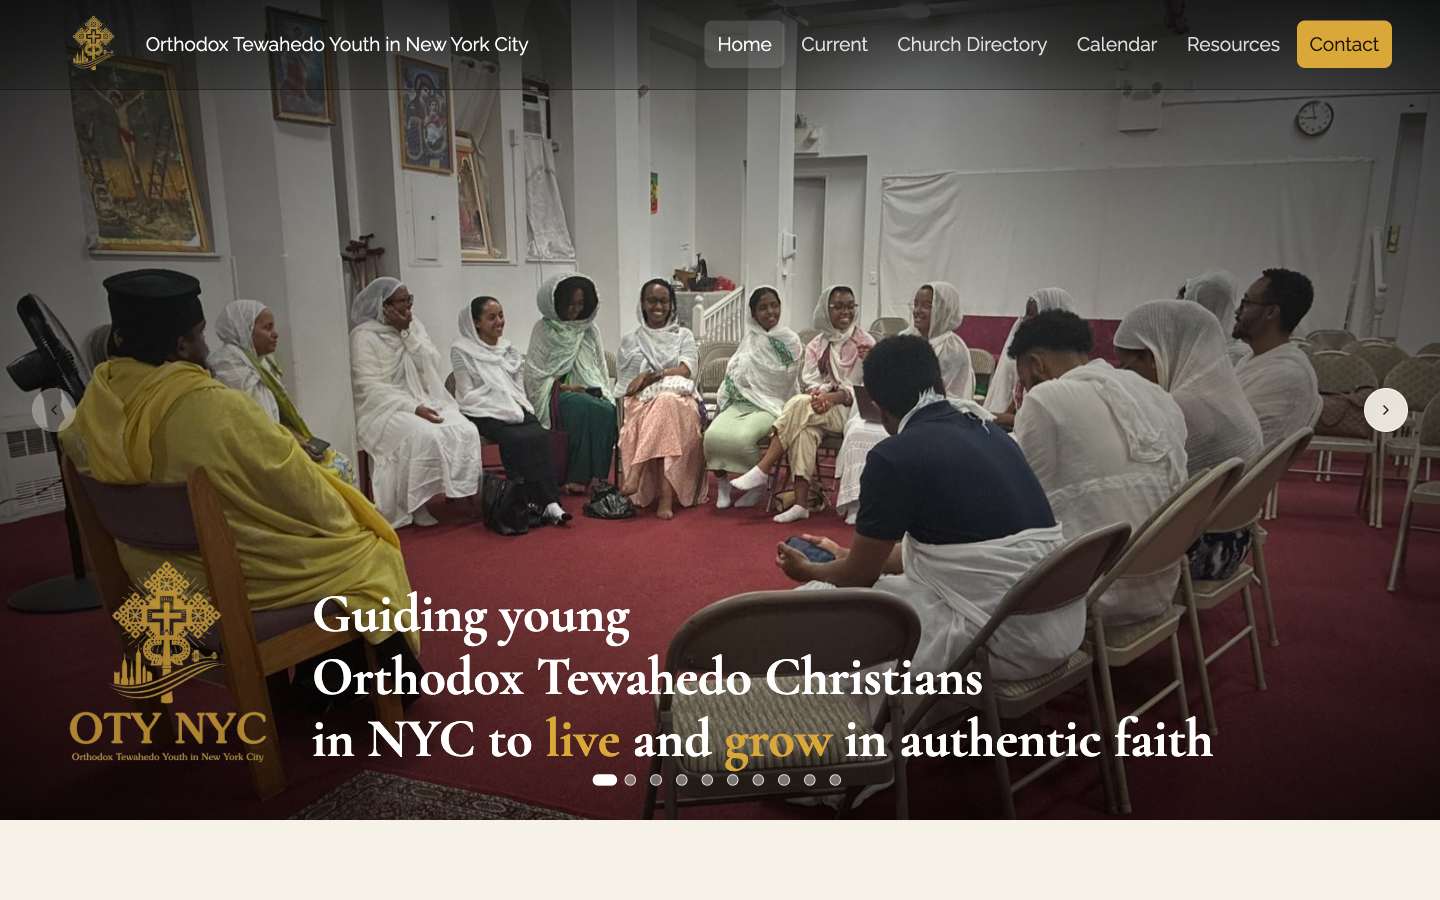 Orthodox Tewahedo Youth in New York City
Home
Current
Church Directory
Calendar
Resources
Contact
Guiding young
Orthodox Tewahedo Christians
in NYC to live and grow in authentic faith
OTY NYC
Orthodox Tewahedo Youth in New York City